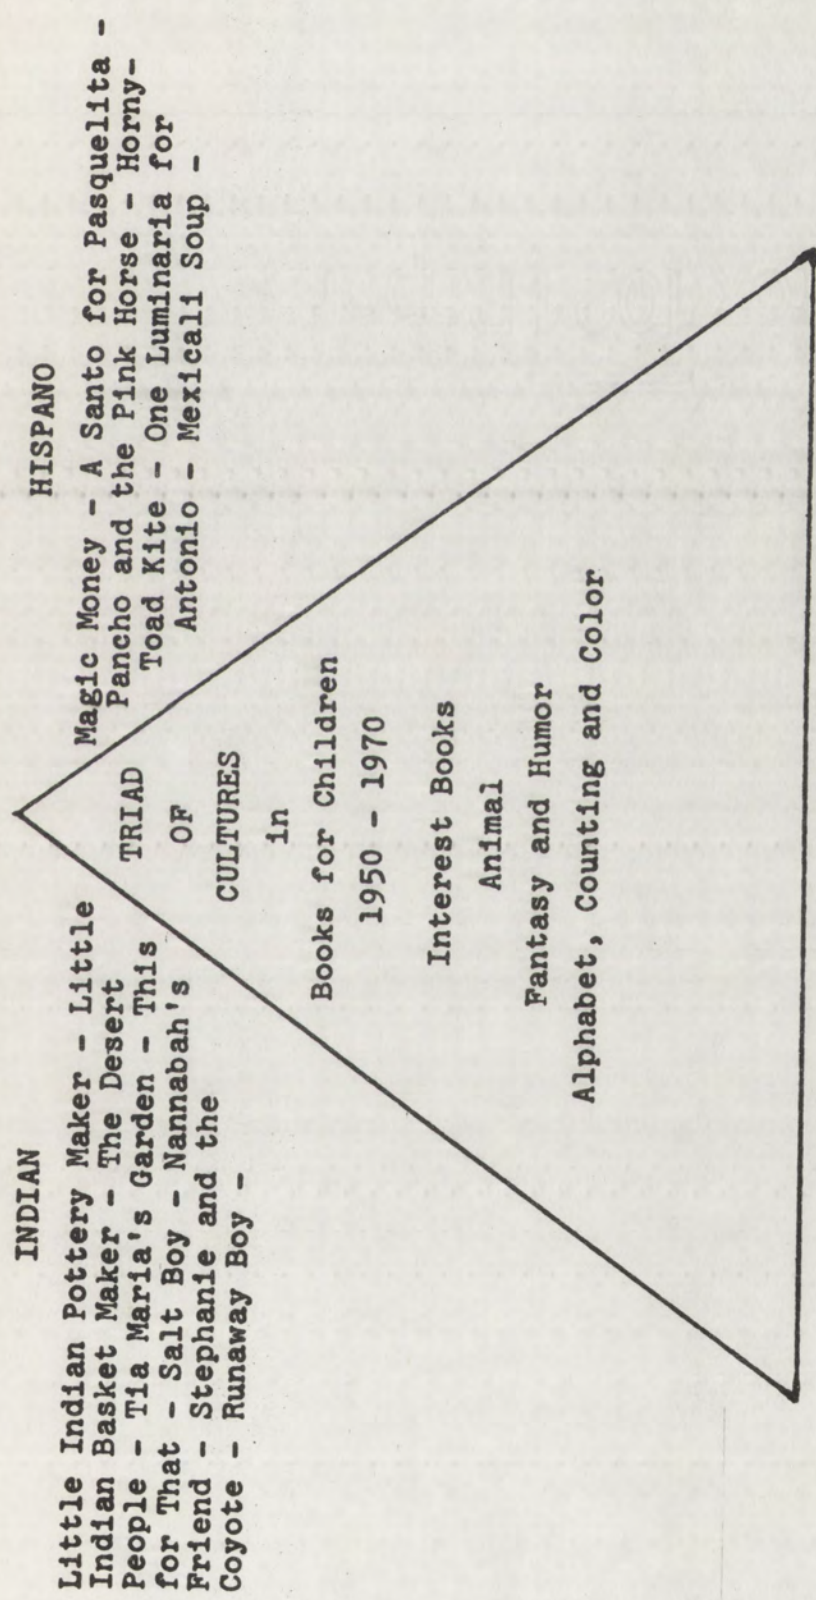 INDIAN
Little Indian Pottery Maker - Little
Indian Basket Maker - The Desert
People - Tia Maria's Garden - This
for That - Salt Boy - Nannabah's
Friend - Stephanie and the
Coyote - Runaway Boy -
HISPANO
Magic Money - A Santo for Pasquelita -
Pancho and the Pink Horse - Horny-
Toad Kite - One Luminaria for
Antonio - Mexicali Soup -
TRIAD
OF
CULTURES
in
Books for Children
1950 - 1970
Interest Books
Animal
Fantasy and Humor
Alphabet, Counting and Color